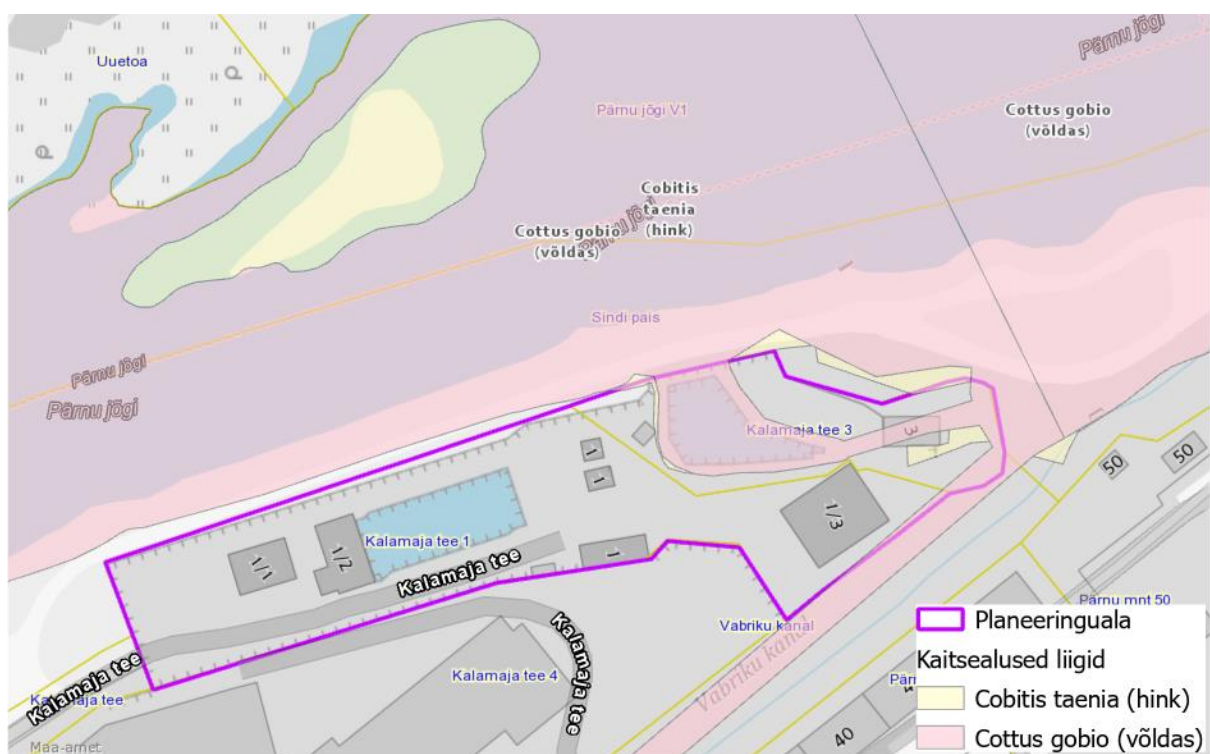 Uuetoa
Pärnu jõgi
Pärnu jõgi V1
Cottus gobio
(võldas)
Cobitis
taenia
(hink)
Pärnu jõgi
Cottus gobio
(võldas)
Sindi pais
Pärnu jõgi
Pärnu jõgi
Kalamaja tee 3
3
50
50
1
1
1/3
Kalamaja tee 1
1/2
1/1
Kalamaja tee
1
Pärnu mnt 50
Vabriku kanal
Vabriku kanal
Kalamaja tee
Kalamaja tee
Kalamaja tee 4
40
Maa-amet
Planeeringuala
Kaitsealused liigid
Cobitis taenia (hink)
Cottus gobio (võldas)